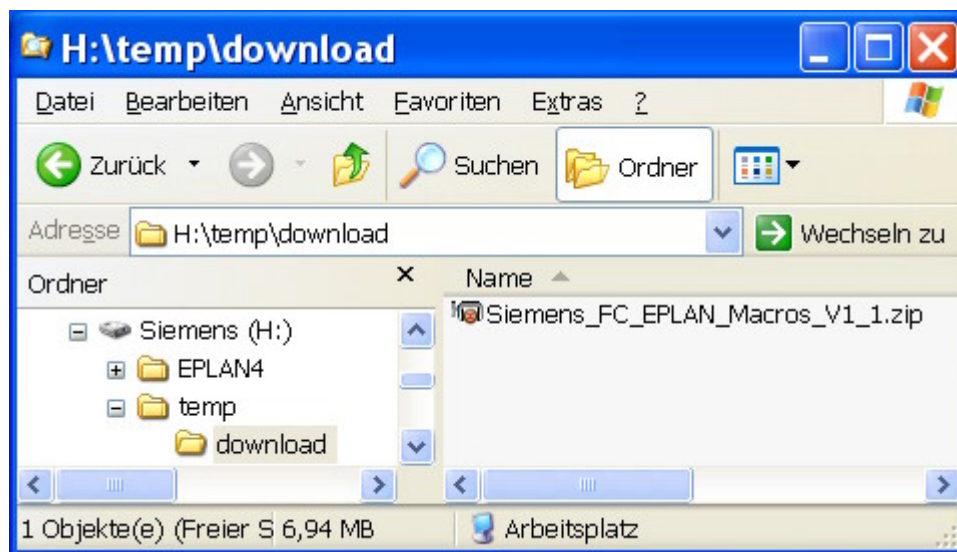 H:\temp\download
Datei Bearbeiten Ansicht Favoriten Extras ?
Zurück Suchen Ordner
Adresse H:\temp\download Wechseln zu
Ordner
Name
Siemens (H:)
EPLAN4
temp
download
Siemens_FC_EPLAN_Macros_V1_1.zip
1 Objekte(e) (Freier S 6,94 MB Arbeitsplatz